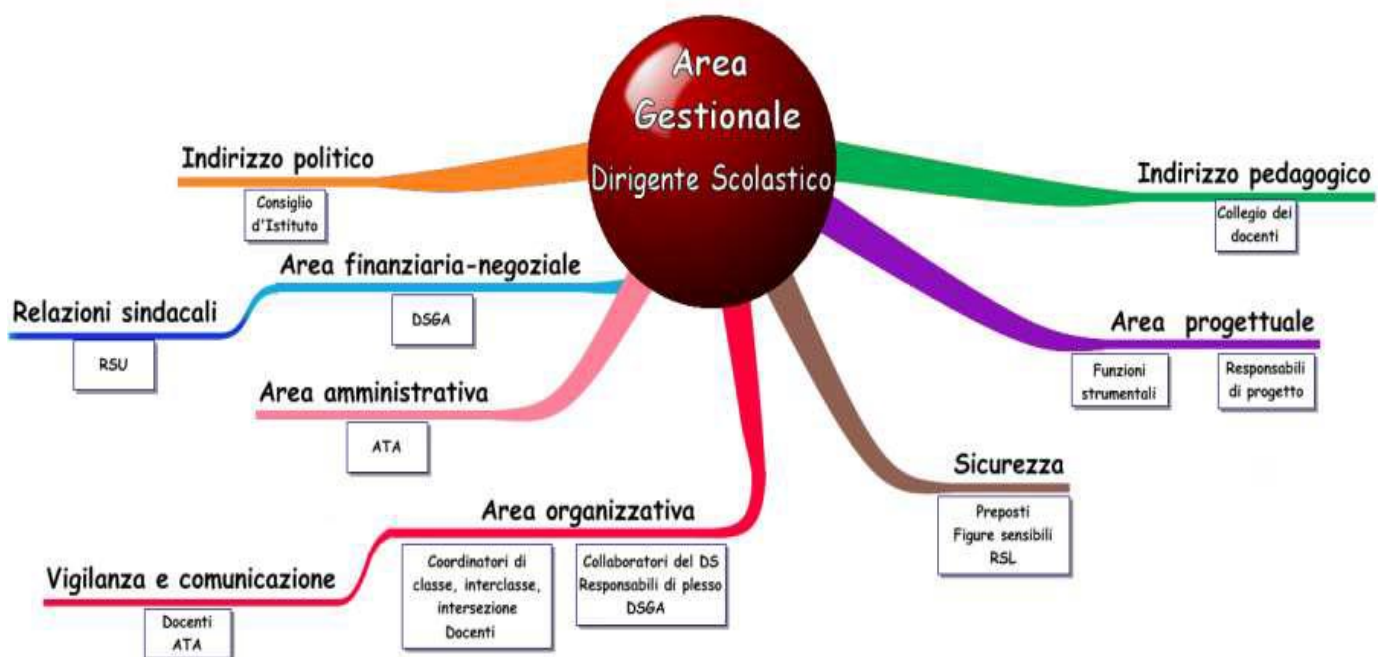 Area
Gestionale
Dirigente Scolastico
Indirizzo politico
Consiglio
d'Istituto
Indirizzo pedagogico
Collegio dei
docenti
Area finanziaria-negoziale
DSGA
Relazioni sindacali
RSU
Area progettuale
Funzioni
strumentali
Responsabili
di progetto
Area amministrativa
ATA
Sicurezza
Preposti
Figure sensibili
RSL
Area organizzativa
Coordinatori di
classe, interclasse,
intersezione
Docenti
Collaboratori del DS
Responsabili di plesso
DSGA
Vigilanza e comunicazione
Docenti
ATA